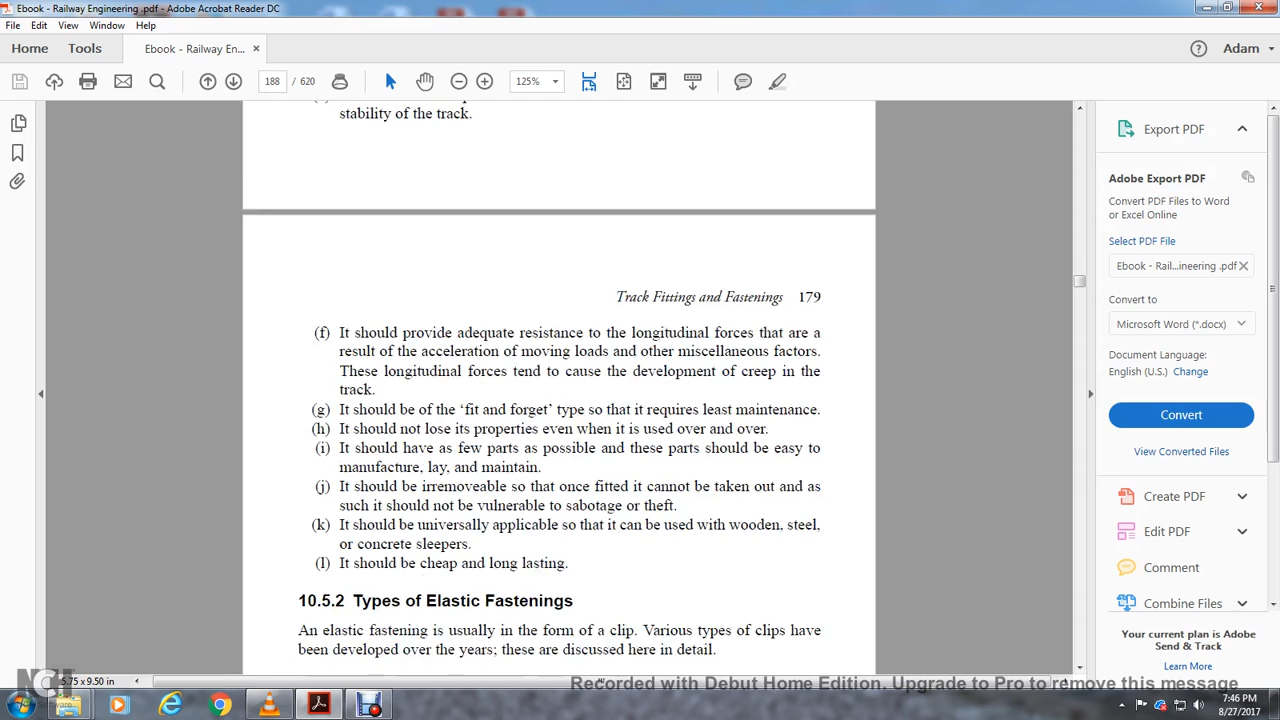 Ebook - Railway Engineering .pdf - Adobe Acrobat Reader DC
File Edit View Window Help
Home Tools Ebook - Railway En... × Adam
188 / 620 125%
stability of the track.
Track Fittings and Fastenings 179
(f) It should provide adequate resistance to the longitudinal forces that are a
result of the acceleration of moving loads and other miscellaneous factors.
These longitudinal forces tend to cause the development of creep in the
track.
(g) It should be of the ‘fit and forget’ type so that it requires least maintenance.
(h) It should not lose its properties even when it is used over and over.
(i) It should have as few parts as possible and these parts should be easy to
manufacture, lay, and maintain.
(j) It should be irremoveable so that once fitted it cannot be taken out and as
such it should not be vulnerable to sabotage or theft.
(k) It should be universally applicable so that it can be used with wooden, steel,
or concrete sleepers.
(l) It should be cheap and long lasting.
10.5.2 Types of Elastic Fastenings
An elastic fastening is usually in the form of a clip. Various types of clips have
been developed over the years; these are discussed here in detail.
Export PDF
Adobe Export PDF
Convert PDF Files to Word
or Excel Online
Select PDF File
Ebook - Rail...ineering .pdf ×
Convert to
Microsoft Word (*.docx)
Document Language:
English (U.S.) Change
Convert
View Converted Files
Create PDF
Edit PDF
Comment
Combine Files
Your current plan is Adobe
Send & Track
Learn More
5.75 x 9.50 in
NCH
Software
Recorded with Debut Home Edition. Upgrade to Pro to remove this message
7:46 PM
8/27/2017